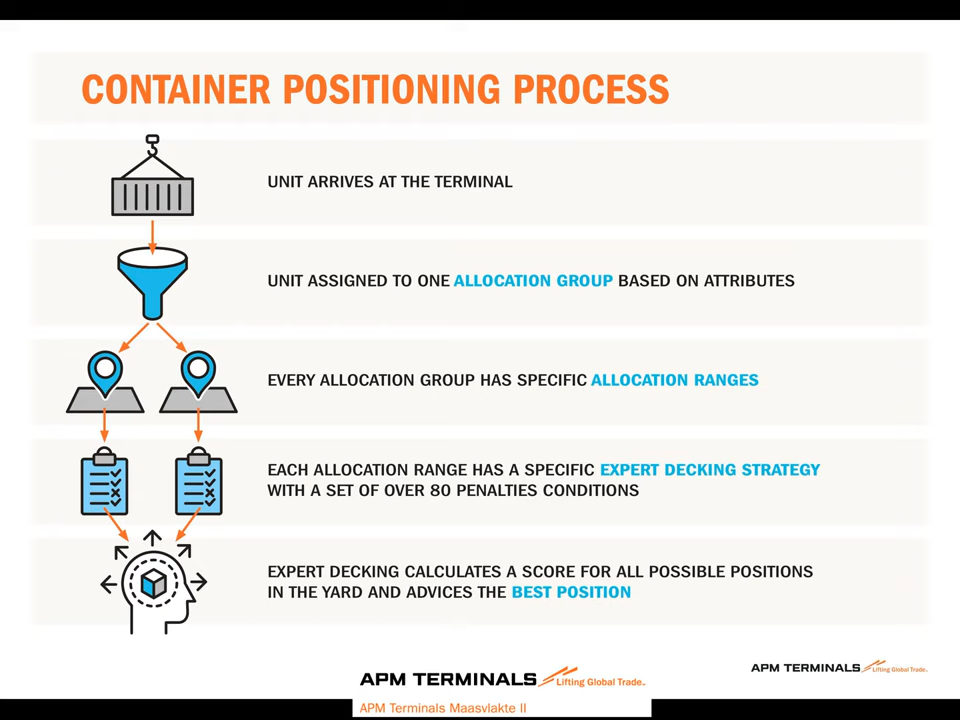 CONTAINER POSITIONING PROCESS
UNIT ARRIVES AT THE TERMINAL
UNIT ASSIGNED TO ONE ALLOCATION GROUP BASED ON ATTRIBUTES
EVERY ALLOCATION GROUP HAS SPECIFIC ALLOCATION RANGES
EACH ALLOCATION RANGE HAS A SPECIFIC EXPERT DECKING STRATEGY
WITH A SET OF OVER 80 PENALTIES CONDITIONS
EXPERT DECKING CALCULATES A SCORE FOR ALL POSSIBLE POSITIONS
IN THE YARD AND ADVICES THE BEST POSITION
APM TERMINALS Lifting Global Trade.
APM TERMINALS Lifting Global Trade.
APM Terminals Maasvlakte II